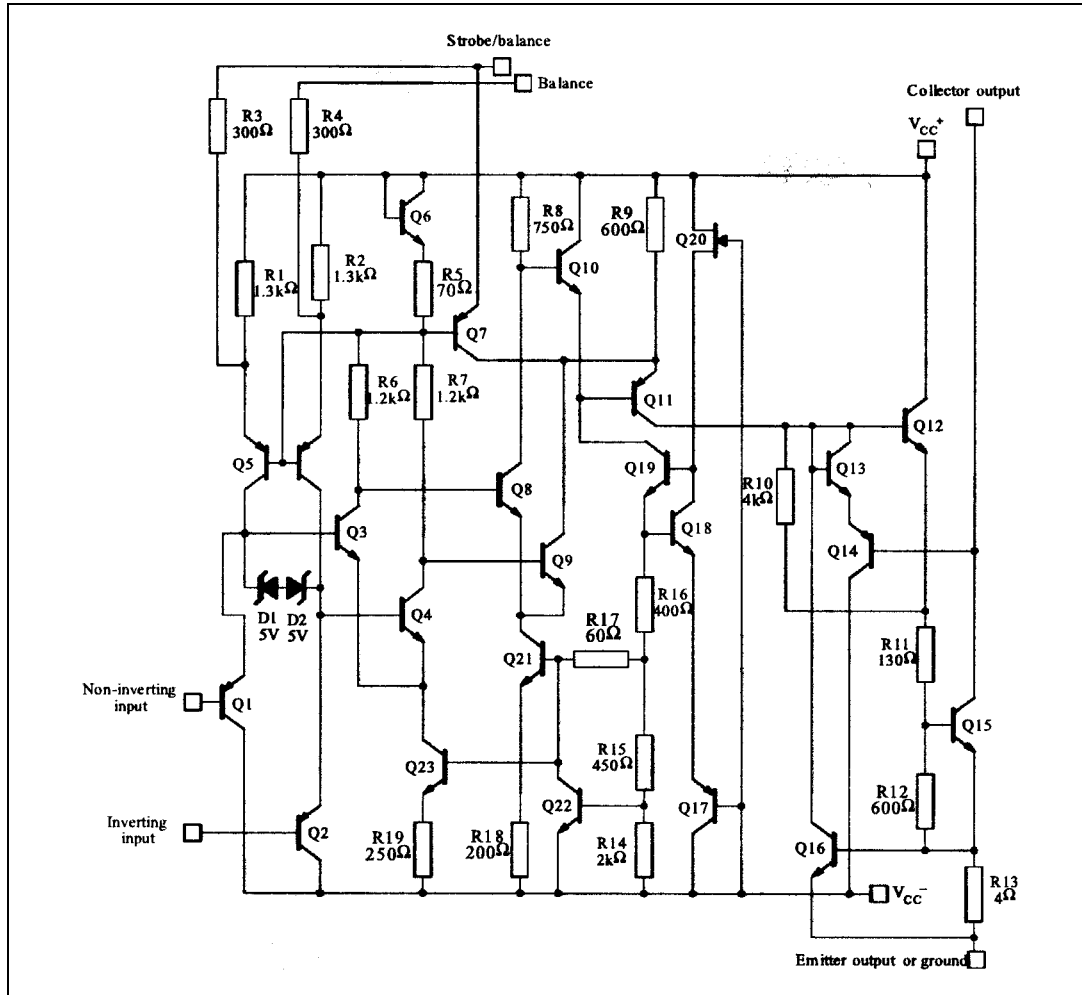 Strobe/balance
Balance
Collector output
R3
300Ω
R4
300Ω
VCC+
Q6
R8
750Ω
R9
600Ω
Q20
Q10
R1
1.3kΩ
R2
1.3kΩ
R5
70Ω
Q7
R6
1.2kΩ
R7
1.2kΩ
Q11
Q12
Q5
Q19
Q13
R10
4kΩ
Q8
Q3
Q18
Q14
Q9
D1
5V
D2
5V
Q4
R16
400Ω
R17
60Ω
R11
130Ω
Q21
Non-inverting
input
Q1
Q15
Q23
R15
450Ω
Q22
Q17
R12
600Ω
Inverting
input
Q2
R19
250Ω
R18
200Ω
R14
2kΩ
Q16
VCC-
R13
4Ω
Emitter output or ground